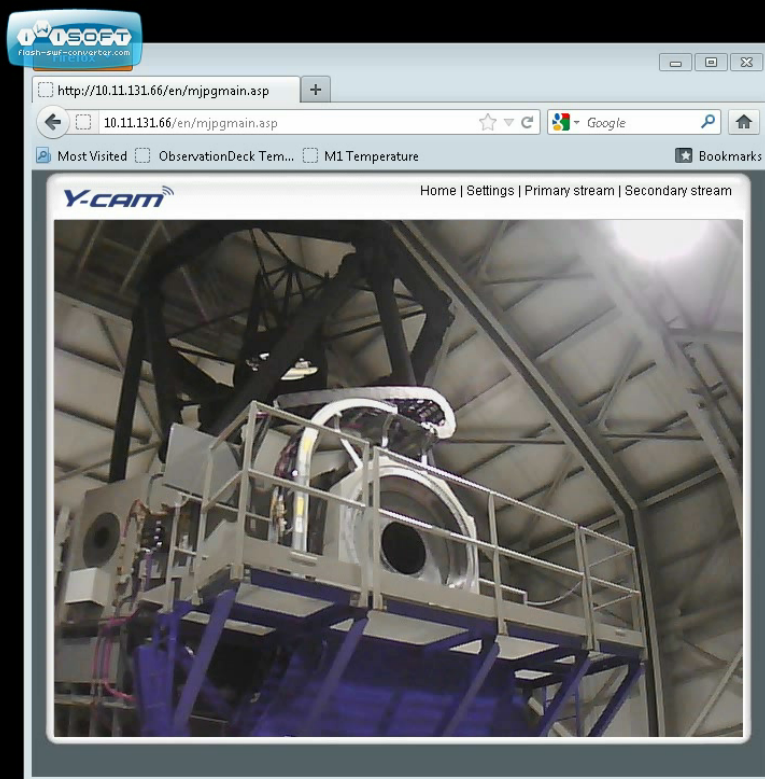 iWiSOFT
flash-swf-converter.com
Firefox
http://10.11.131.66/en/mjpgmain.asp
10.11.131.66/en/mjpgmain.asp
Google
Most Visited
ObservationDeck Tem...
M1 Temperature
Bookmarks
Y-cam
Home | Settings | Primary stream | Secondary stream